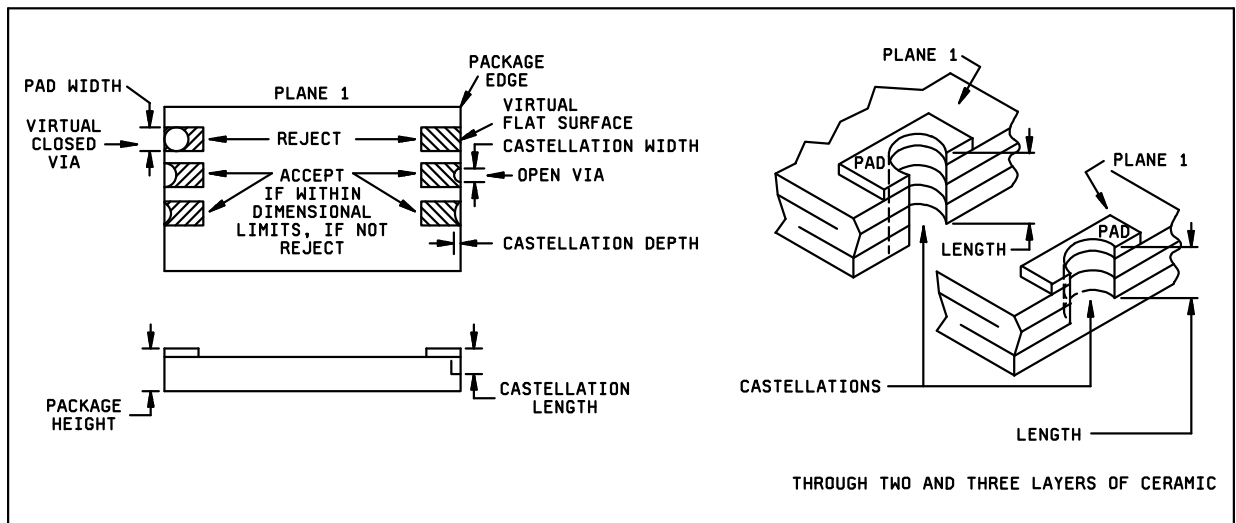 PLANE 1
PACKAGE
EDGE
PAD WIDTH
PLANE 1
VIRTUAL
FLAT SURFACE
VIRTUAL
CLOSED
VIA
REJECT
CASTELLATION WIDTH
ACCEPT
IF WITHIN
DIMENSIONAL
LIMITS, IF NOT
REJECT
OPEN VIA
CASTELLATION DEPTH
PAD
PLANE 1
PAD
LENGTH
PACKAGE
HEIGHT
CASTELLATION
LENGTH
CASTELLATIONS
LENGTH
THROUGH TWO AND THREE LAYERS OF CERAMIC